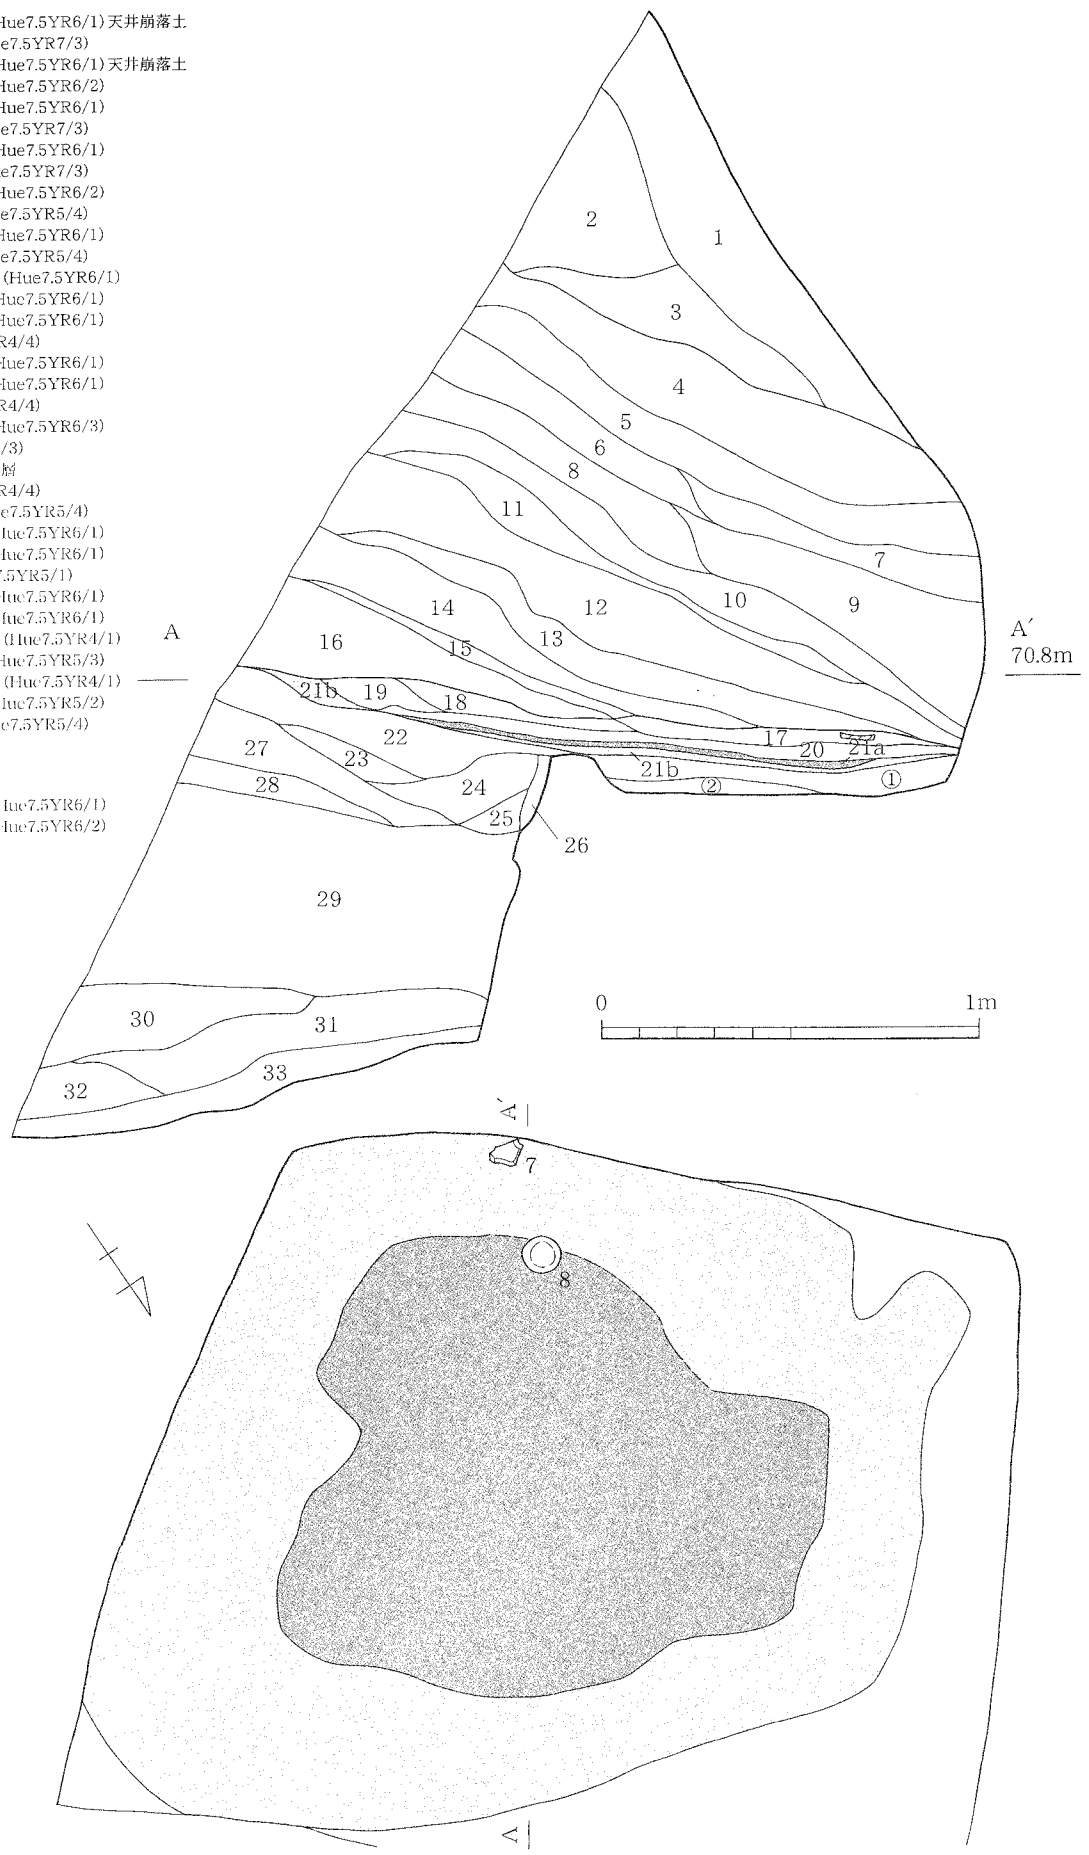 Hue7.5YR6/1)天井崩落土
e7.5YR7/3)
Hue7.5YR6/1)天井崩落土
Hue7.5YR6/2)
Hue7.5YR6/1)
e7.5YR7/3)
Hue7.5YR6/1)
e7.5YR7/3)
Hue7.5YR6/2)
e7.5YR5/4)
Hue7.5YR6/1)
e7.5YR5/4)
(Hue7.5YR6/1)
Hue7.5YR6/1)
Hue7.5YR6/1)
R4/4)
Hue7.5YR6/1)
Hue7.5YR6/1)
R4/4)
Hue7.5YR6/3)
/3)
層
R4/4)
e7.5YR5/4)
Hue7.5YR6/1)
Hue7.5YR6/1)
7.5YR5/1)
Hue7.5YR6/1)
Hue7.5YR6/1)
(Hue7.5YR4/1)
Hue7.5YR5/3)
(Hue7.5YR4/1)
Hue7.5YR5/2)
e7.5YR5/4)
Hue7.5YR6/1)
Hue7.5YR6/2)
1
2
3
4
5
6
8
7
11
10
9
14
12
13
A
16
15
A′
70.8m
21b
19
18
22
17
20
21a
27
23
21b
①
28
24
②
25
26
29
30
31
32
33
0
1m
A′
7
8
A